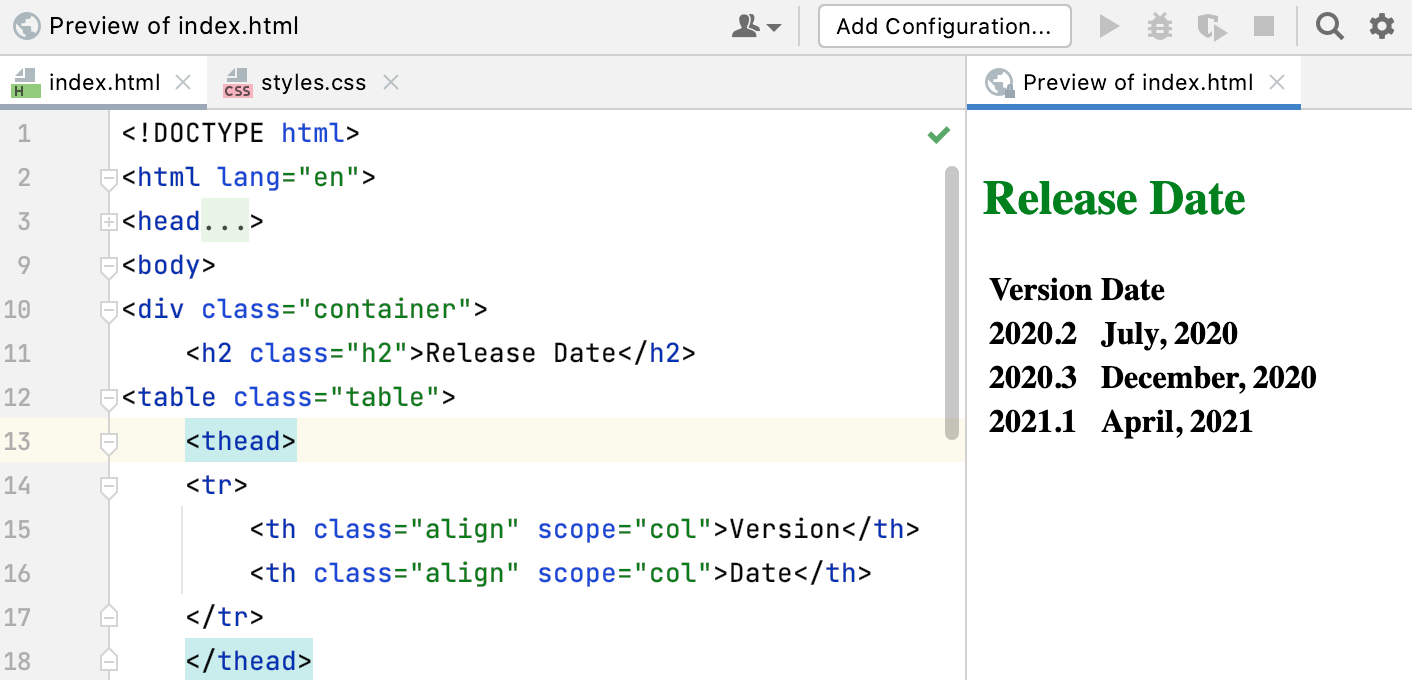 Preview of index.html
Add Configuration...
H index.html
CSS styles.css
Preview of index.html
1 <!DOCTYPE html>
2 <html lang="en">
3 <head...>
9 <body>
10 <div class="container">
11 <h2 class="h2">Release Date</h2>
12 <table class="table">
13 <thead>
14 <tr>
15 <th class="align" scope="col">Version</th>
16 <th class="align" scope="col">Date</th>
17 </tr>
18 </thead>
Release Date
Version Date
2020.2 July, 2020
2020.3 December, 2020
2021.1 April, 2021